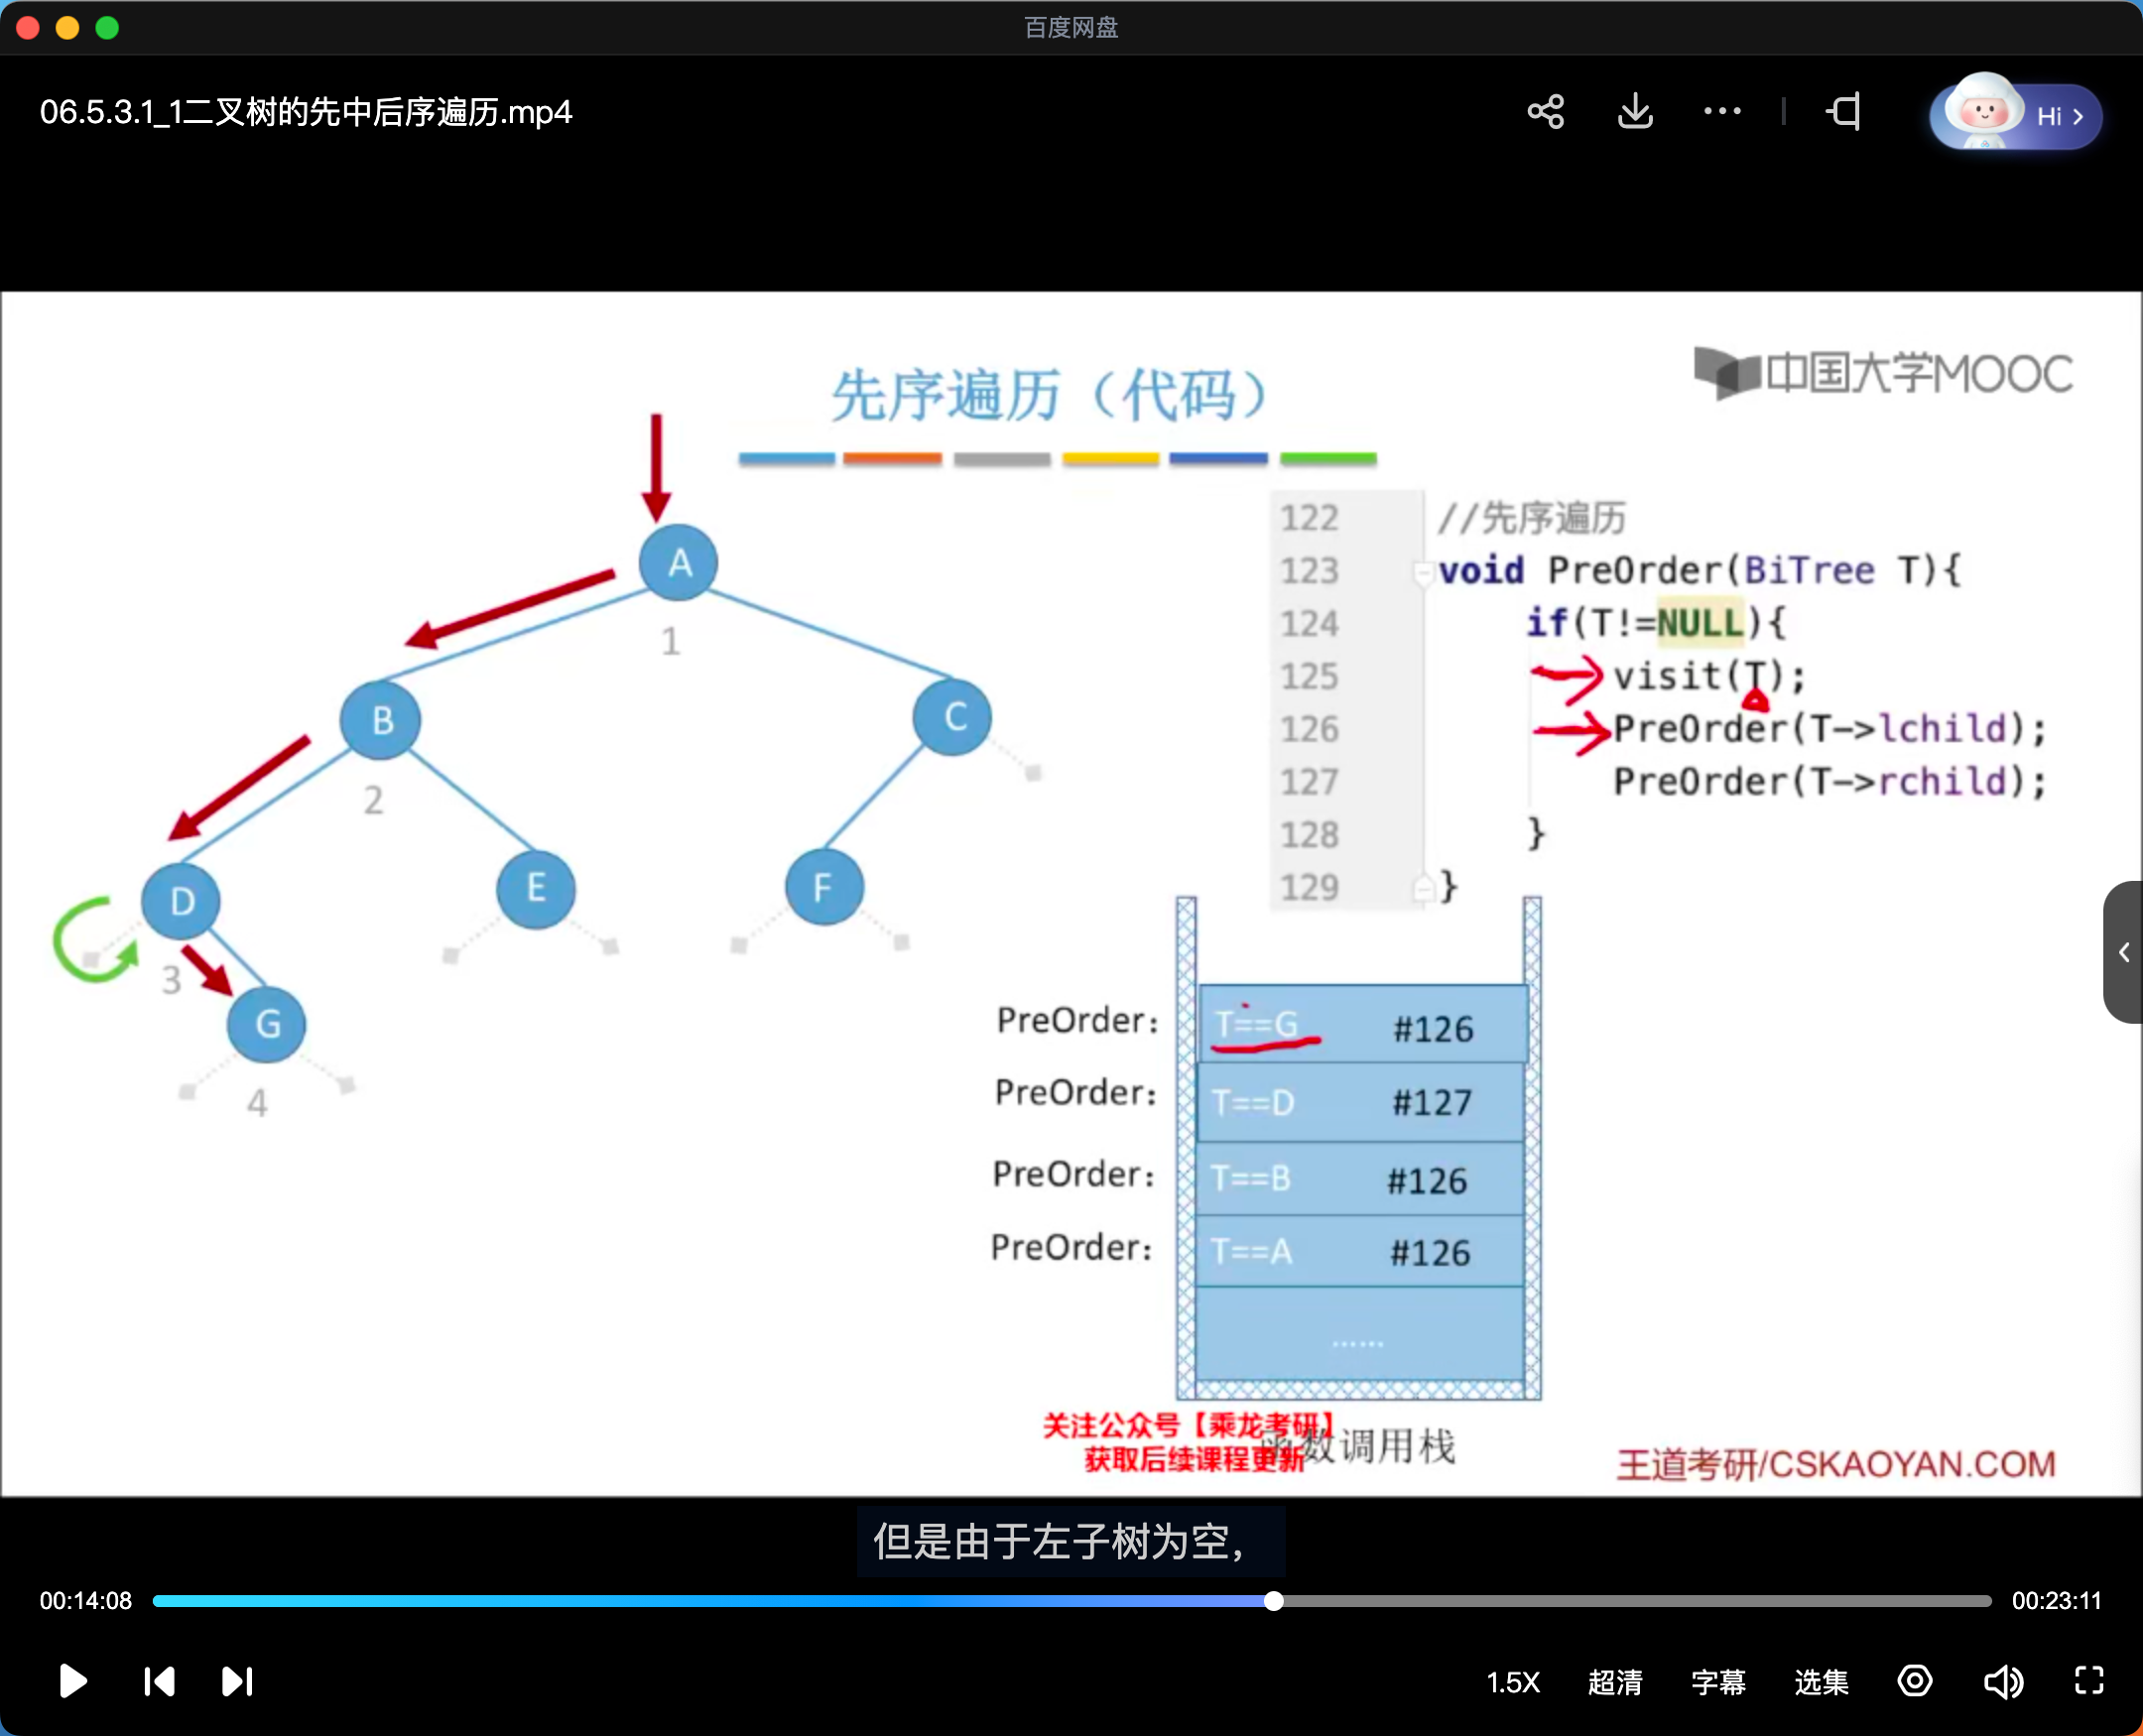 百度网盘
06.5.3.1_1二叉树的先中后序遍历.mp4
Hi
先序遍历（代码）
中国大学MOOC
A
1
B
C
2
D
E
F
3
G
4
122 //先序遍历
123 void PreOrder(BiTree T){
124 if(T!=NULL){
125 visit(T);
126 PreOrder(T->lchild);
127 PreOrder(T->rchild);
128 }
129 }
PreOrder： T==G #126
PreOrder： T==D #127
PreOrder： T==B #126
PreOrder： T==A #126
……
函数调用栈
关注公众号【乘龙考研】
获取后续课程更新
王道考研/CSKAOYAN.COM
但是由于左子树为空，
00:14:08
00:23:11
1.5X 超清 字幕 选集